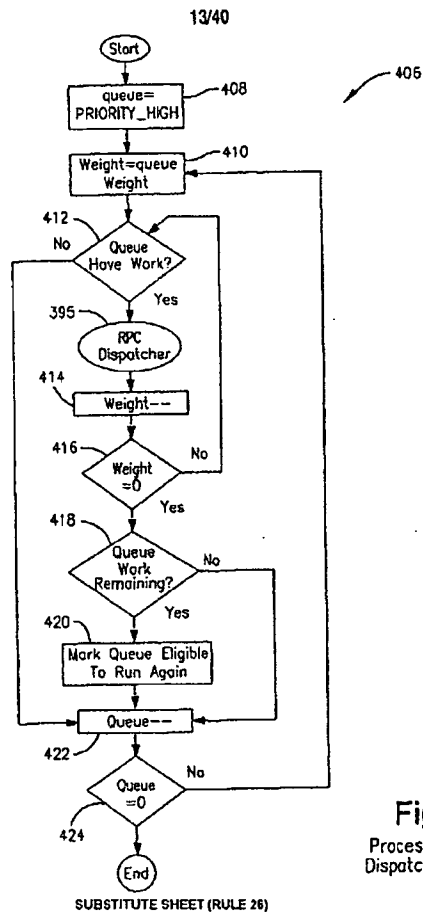 13/40
Start
406
queue=
PRIORITY_HIGH
408
Weight=queue
Weight
410
412
No
Queue
Have Work?
Yes
395
RPC
Dispatcher
414
Weight--
416
No
Weight
=0
Yes
418
Queue
Work
Remaining?
No
Yes
420
Mark Queue Eligible
To Run Again
Queue--
422
No
Queue
=0
424
End
SUBSTITUTE SHEET (RULE 26)